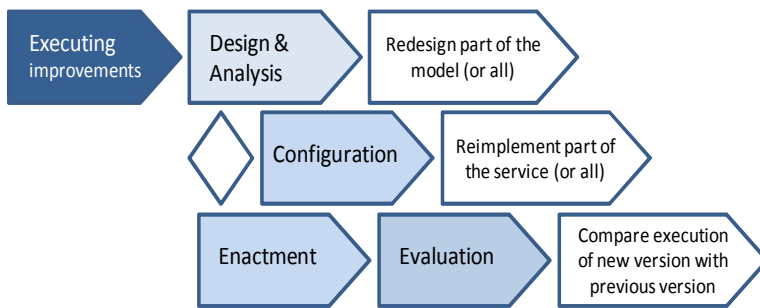 Executing
improvements
Design &
Analysis
Redesign part of the
model (or all)
Configuration
Reimplement part of
the service (or all)
Enactment
Evaluation
Compare execution
of new version with
previous version